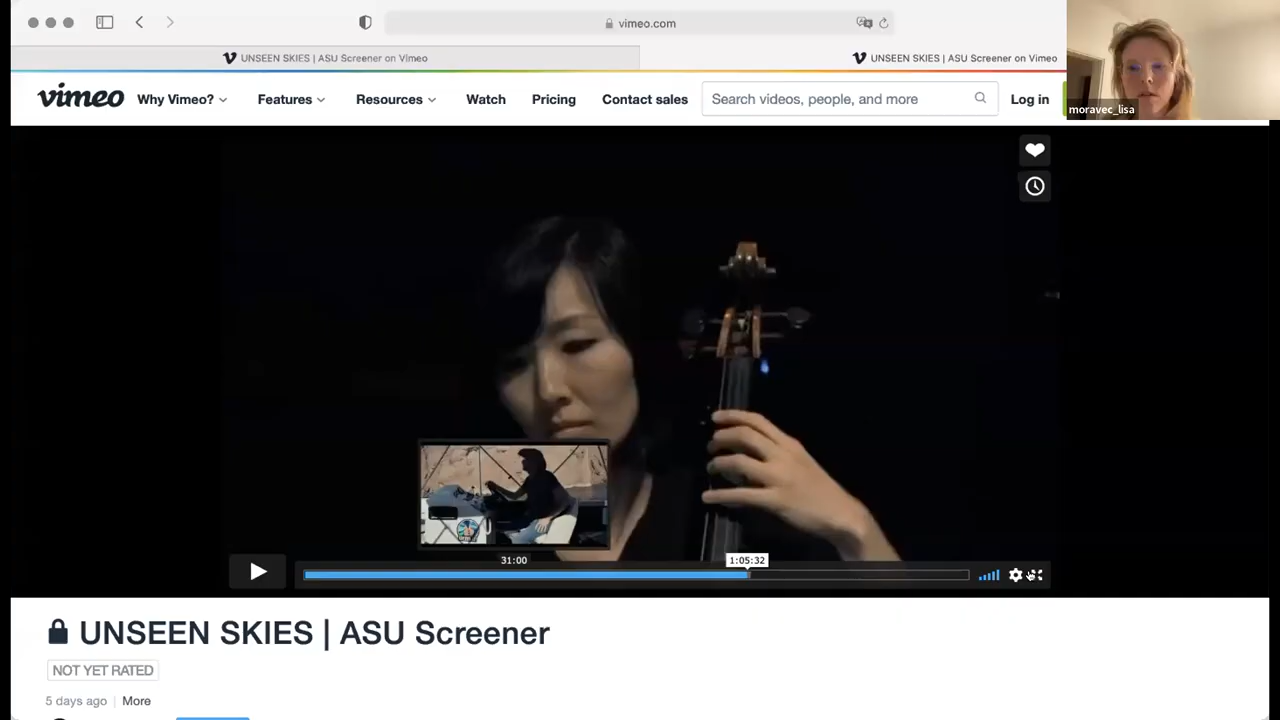 vimeo.com
UNSEEN SKIES | ASU Screener on Vimeo
UNSEEN SKIES | ASU Screener on Vimeo
moravec_lisa
vimeo Why Vimeo? Features Resources Watch Pricing Contact sales Search videos, people, and more Log in
31:00
1:05:32
UNSEEN SKIES | ASU Screener
NOT YET RATED
5 days ago | More